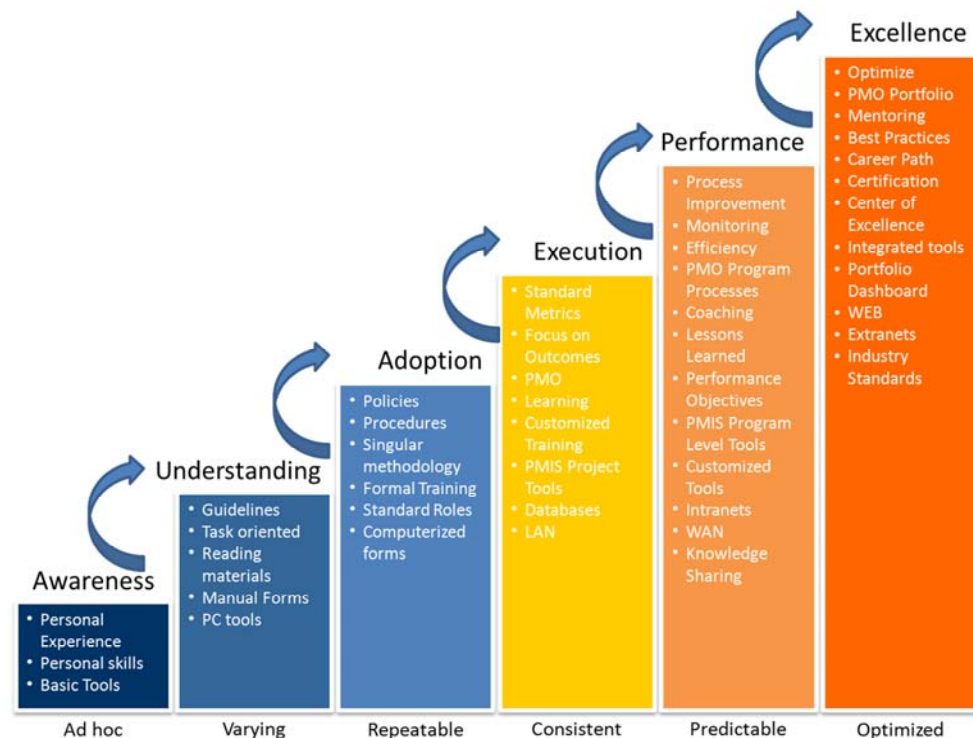 Awareness
Personal
Experience
Personal skills
Basic Tools
Ad hoc
Understanding
Guidelines
Task oriented
Reading
materials
Manual Forms
PC tools
Varying
Adoption
Policies
Procedures
Singular
methodology
Formal Training
Standard Roles
Computerized
forms
Repeatable
Execution
Standard
Metrics
Focus on
Outcomes
PMO
Learning
Customized
Training
PMIS Project
Tools
Databases
LAN
Consistent
Performance
Process
Improvement
Monitoring
Efficiency
PMO Program
Processes
Coaching
Lessons
Learned
Performance
Objectives
PMIS Program
Level Tools
Customized
Tools
Intranets
WAN
Knowledge
Sharing
Predictable
Excellence
Optimize
PMO Portfolio
Mentoring
Best Practices
Career Path
Certification
Center of
Excellence
Integrated tools
Portfolio
Dashboard
WEB
Extranets
Industry
Standards
Optimized